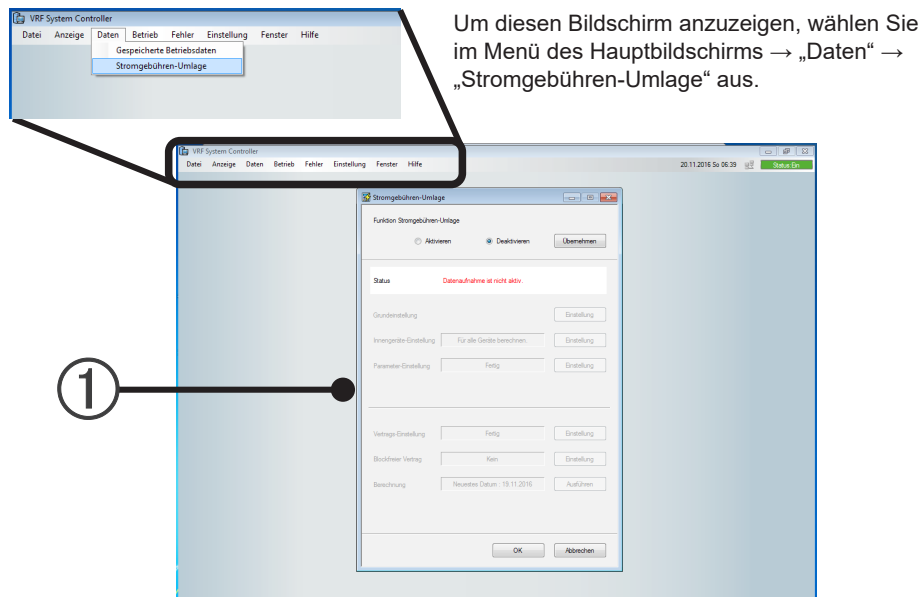 VRF System Controller
Datei Anzeige Daten Betrieb Fehler Einstellung Fenster Hilfe
Gespeicherte Betriebsdaten
Stromgebühren-Umlage
Um diesen Bildschirm anzuzeigen, wählen Sie
im Menü des Hauptbildschirms → „Daten“ →
„Stromgebühren-Umlage“ aus.
VRF System Controller
Datei Anzeige Daten Betrieb Fehler Einstellung Fenster Hilfe
20.11.2016 So 06:39 Status:Ein
Stromgebühren-Umlage
Funktion Stromgebühren-Umlage
Aktivieren Deaktivieren Übernehmen
Status Datenaufnahme ist nicht aktiv.
Grundeinstellung Einstellung
Innengeräte-Einstellung Für alle Geräte berechnen. Einstellung
Parameter-Einstellung Fertig Einstellung
①
Vertrags-Einstellung Fertig Einstellung
Blockfreier Vertrag Kein Einstellung
Berechnung Neuestes Datum : 19.11.2016 Ausführen
OK Abbrechen